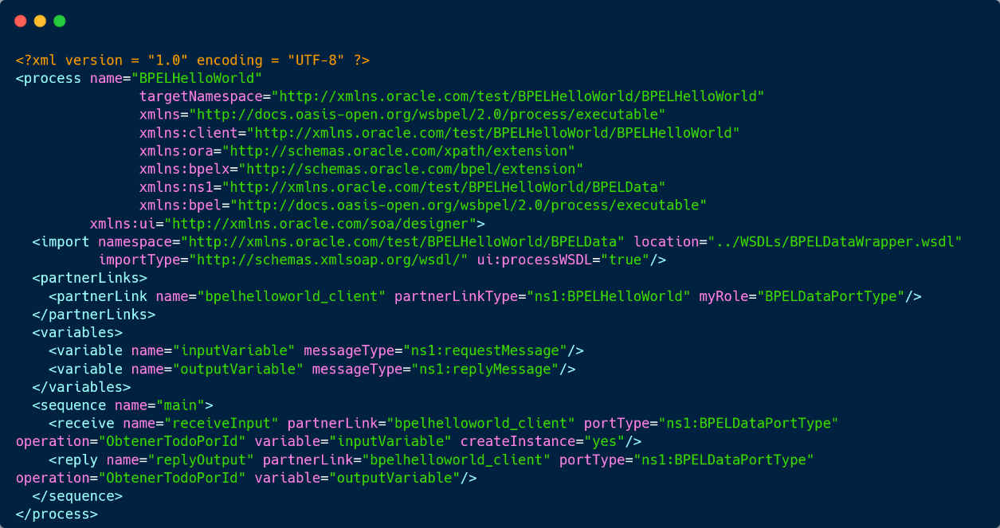 <?xml version = "1.0" encoding = "UTF-8" ?>
<process name="BPELHelloWorld"
               targetNamespace="http://xmlns.oracle.com/test/BPELHelloWorld/BPELHelloWorld"
               xmlns="http://docs.oasis-open.org/wsbpel/2.0/process/executable"
               xmlns:client="http://xmlns.oracle.com/test/BPELHelloWorld/BPELHelloWorld"
               xmlns:ora="http://schemas.oracle.com/xpath/extension"
               xmlns:bpelx="http://schemas.oracle.com/bpel/extension"
               xmlns:ns1="http://xmlns.oracle.com/test/BPELHelloWorld/BPELData"
               xmlns:bpel="http://docs.oasis-open.org/wsbpel/2.0/process/executable"
         xmlns:ui="http://xmlns.oracle.com/soa/designer">
  <import namespace="http://xmlns.oracle.com/test/BPELHelloWorld/BPELData" location="../WSDLs/BPELDataWrapper.wsdl"
          importType="http://schemas.xmlsoap.org/wsdl/" ui:processWSDL="true"/>
  <partnerLinks>
    <partnerLink name="bpelhelloworld_client" partnerLinkType="ns1:BPELHelloWorld" myRole="BPELDataPortType"/>
  </partnerLinks>
  <variables>
    <variable name="inputVariable" messageType="ns1:requestMessage"/>
    <variable name="outputVariable" messageType="ns1:replyMessage"/>
  </variables>
  <sequence name="main">
    <receive name="receiveInput" partnerLink="bpelhelloworld_client" portType="ns1:BPELDataPortType"
operation="ObtenerTodoPorId" variable="inputVariable" createInstance="yes"/>
    <reply name="replyOutput" partnerLink="bpelhelloworld_client" portType="ns1:BPELDataPortType"
operation="ObtenerTodoPorId" variable="outputVariable"/>
  </sequence>
</process>